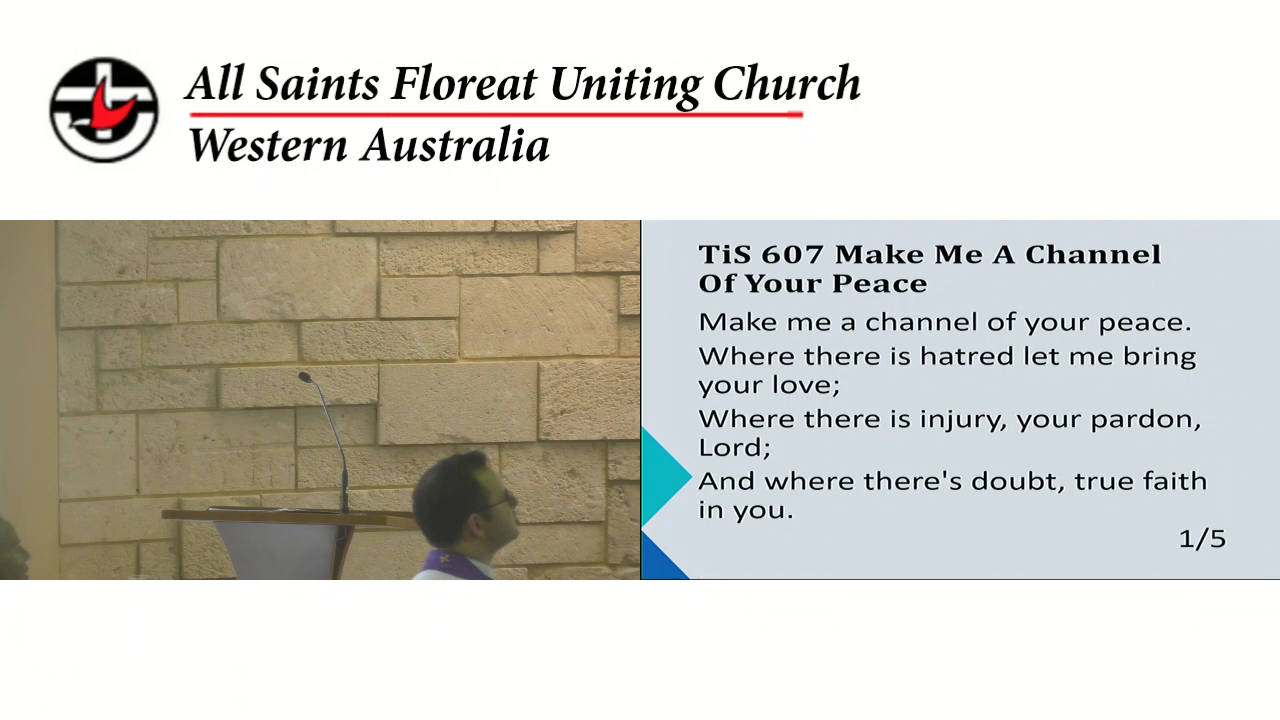 All Saints Floreat Uniting Church
Western Australia
TiS 607 Make Me A Channel
Of Your Peace
Make me a channel of your peace.
Where there is hatred let me bring
your love;
Where there is injury, your pardon,
Lord;
And where there's doubt, true faith
in you.
1/5